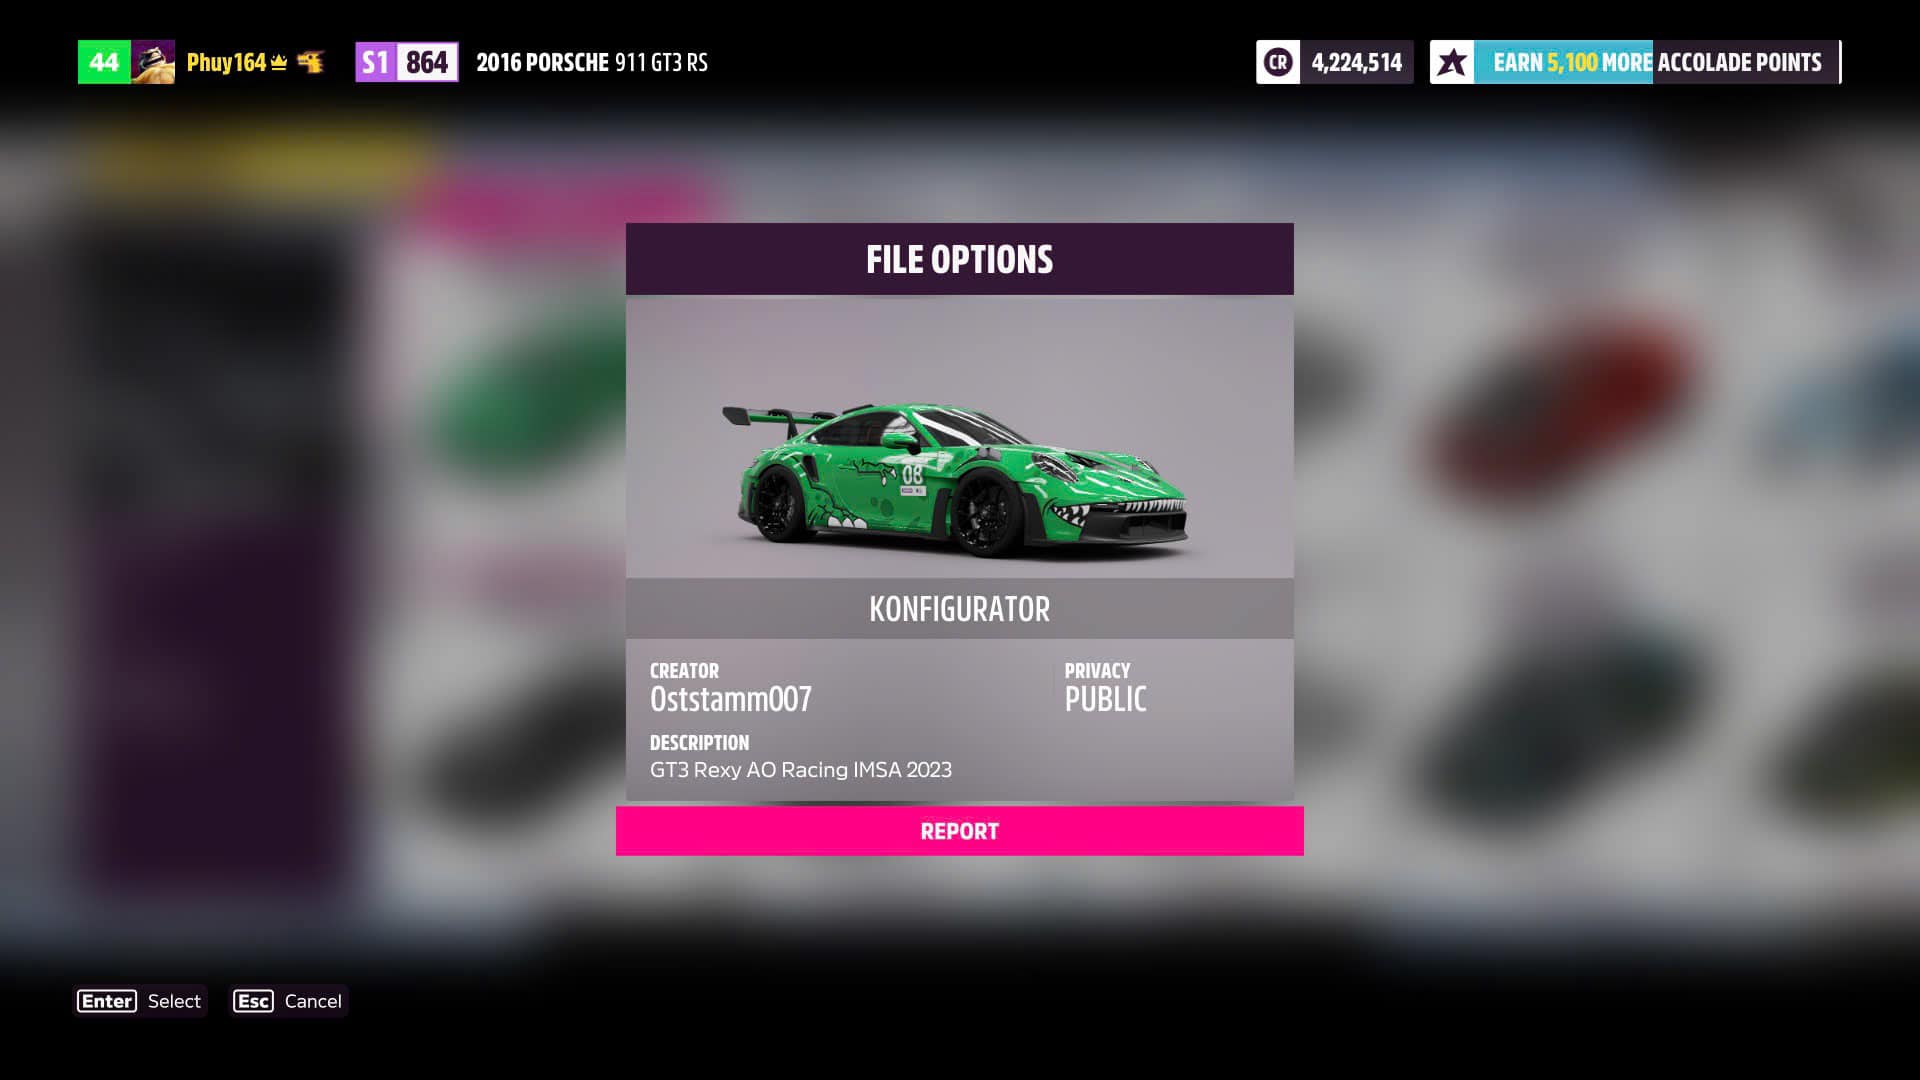 44 Phuy164 S1 864 2016 PORSCHE 911 GT3 RS CR 4,224,514 EARN 5,100 MORE ACCOLADE POINTS
FILE OPTIONS
08
KONFIGURATOR
CREATOR PRIVACY
Oststamm007 PUBLIC
DESCRIPTION
GT3 Rexy AO Racing IMSA 2023
REPORT
Enter Select Esc Cancel